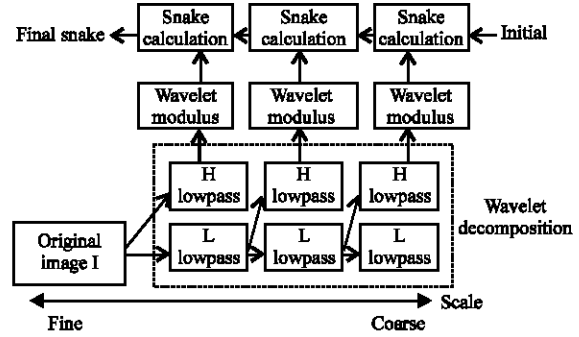 Final snake
Snake
calculation
Snake
calculation
Snake
calculation
Initial
Wavelet
modulus
Wavelet
modulus
Wavelet
modulus
H
lowpass
H
lowpass
H
lowpass
Wavelet
decomposition
Original
image I
L
lowpass
L
lowpass
L
lowpass
Scale
Fine
Coarse